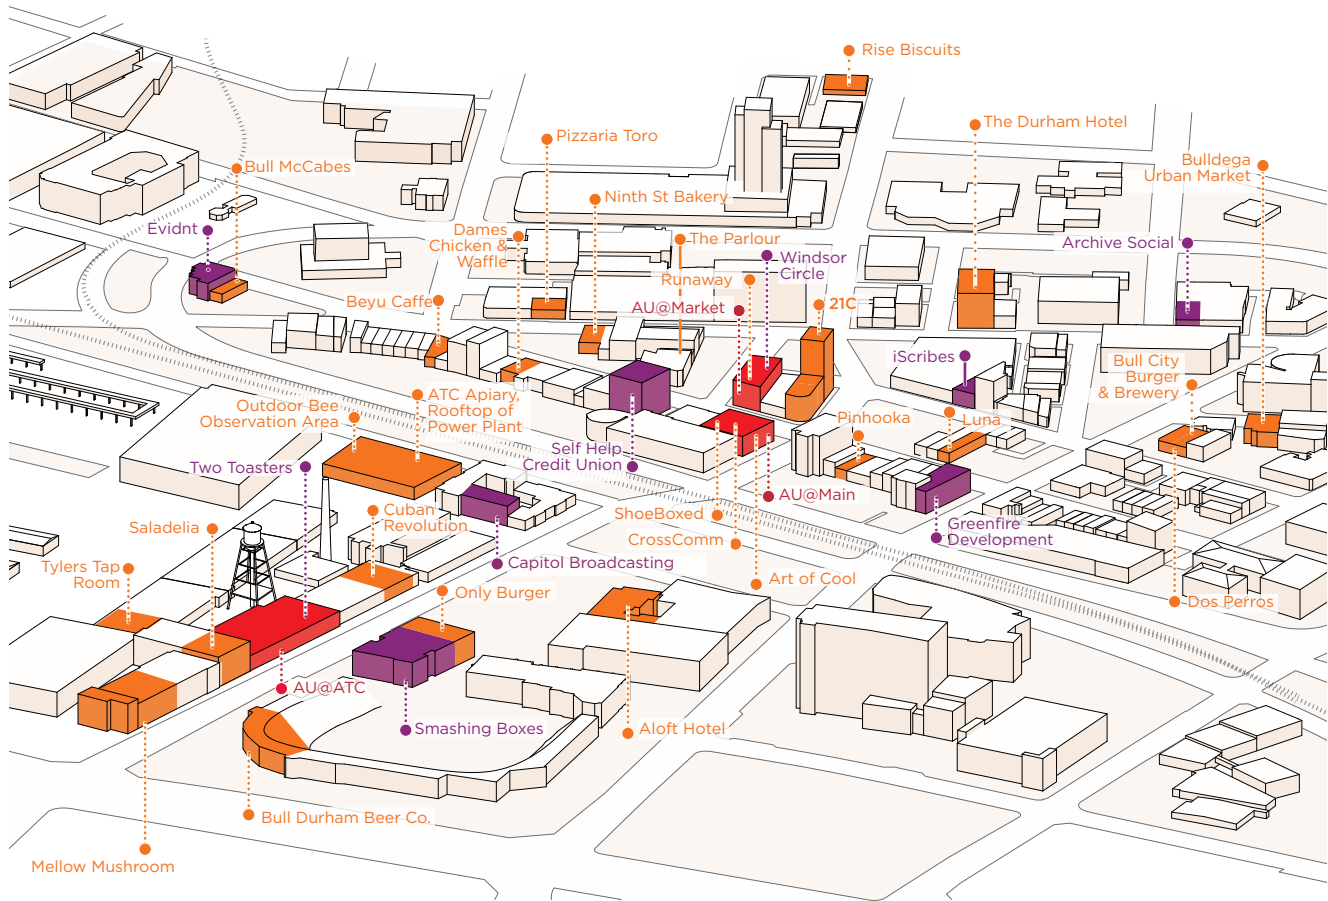 Rise Biscuits
The Durham Hotel
Pizzaria Toro
Bulldega
Urban Market
Bull McCabes
Ninth St Bakery
Evidnt
Dames
Chicken &
Waffle
The Parlour
Archive Social
Windsor
Circle
Runaway
Beyu Caffe
AU@Market
21C
iScribes
Bull City
Burger
& Brewery
ATC Apiary,
Rooftop of
Power Plant
Outdoor Bee
Observation Area
Pinhooka
Luna
Self Help
Credit Union
Two Toasters
AU@Main
Cuban
Revolution
ShoeBoxed
Saladelia
Greenfire
Development
CrossComm
Tylers Tap
Room
Capitol Broadcasting
Art of Cool
Only Burger
Dos Perros
AU@ATC
Smashing Boxes
Aloft Hotel
Bull Durham Beer Co.
Mellow Mushroom